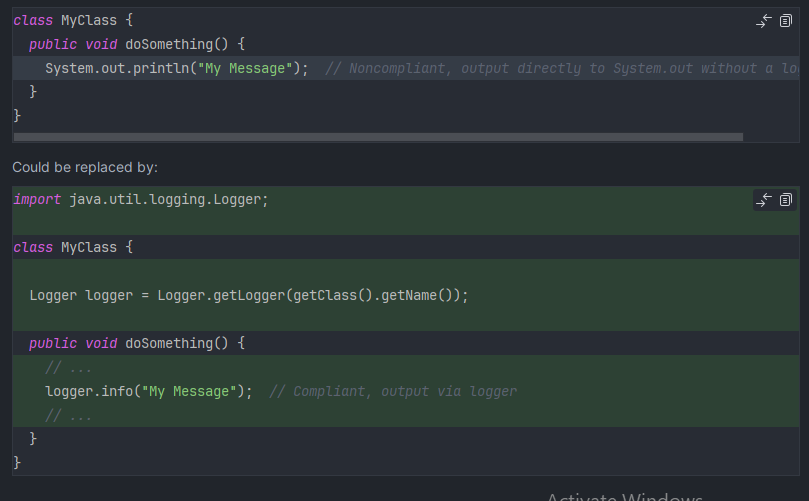 class MyClass {
  public void doSomething() {
    System.out.println("My Message");  // Noncompliant, output directly to System.out without a
  }
}
Could be replaced by:
import java.util.logging.Logger;
class MyClass {
  Logger logger = Logger.getLogger(getClass().getName());
  public void doSomething() {
    // ...
    logger.info("My Message");  // Compliant, output via logger
    // ...
  }
}
Activate Windows